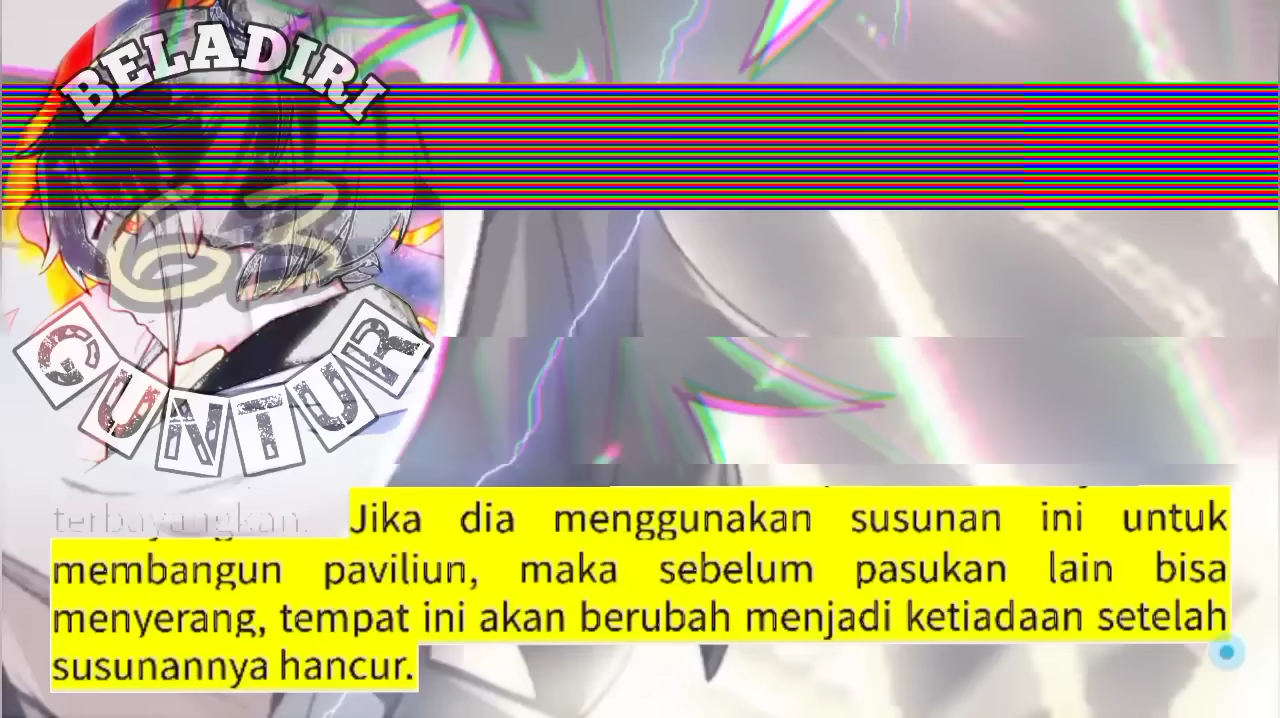 BELADIRI
63
GUNTUR
terbayangkan. Jika dia menggunakan susunan ini untuk
membangun paviliun, maka sebelum pasukan lain bisa
menyerang, tempat ini akan berubah menjadi ketiadaan setelah
susunannya hancur.